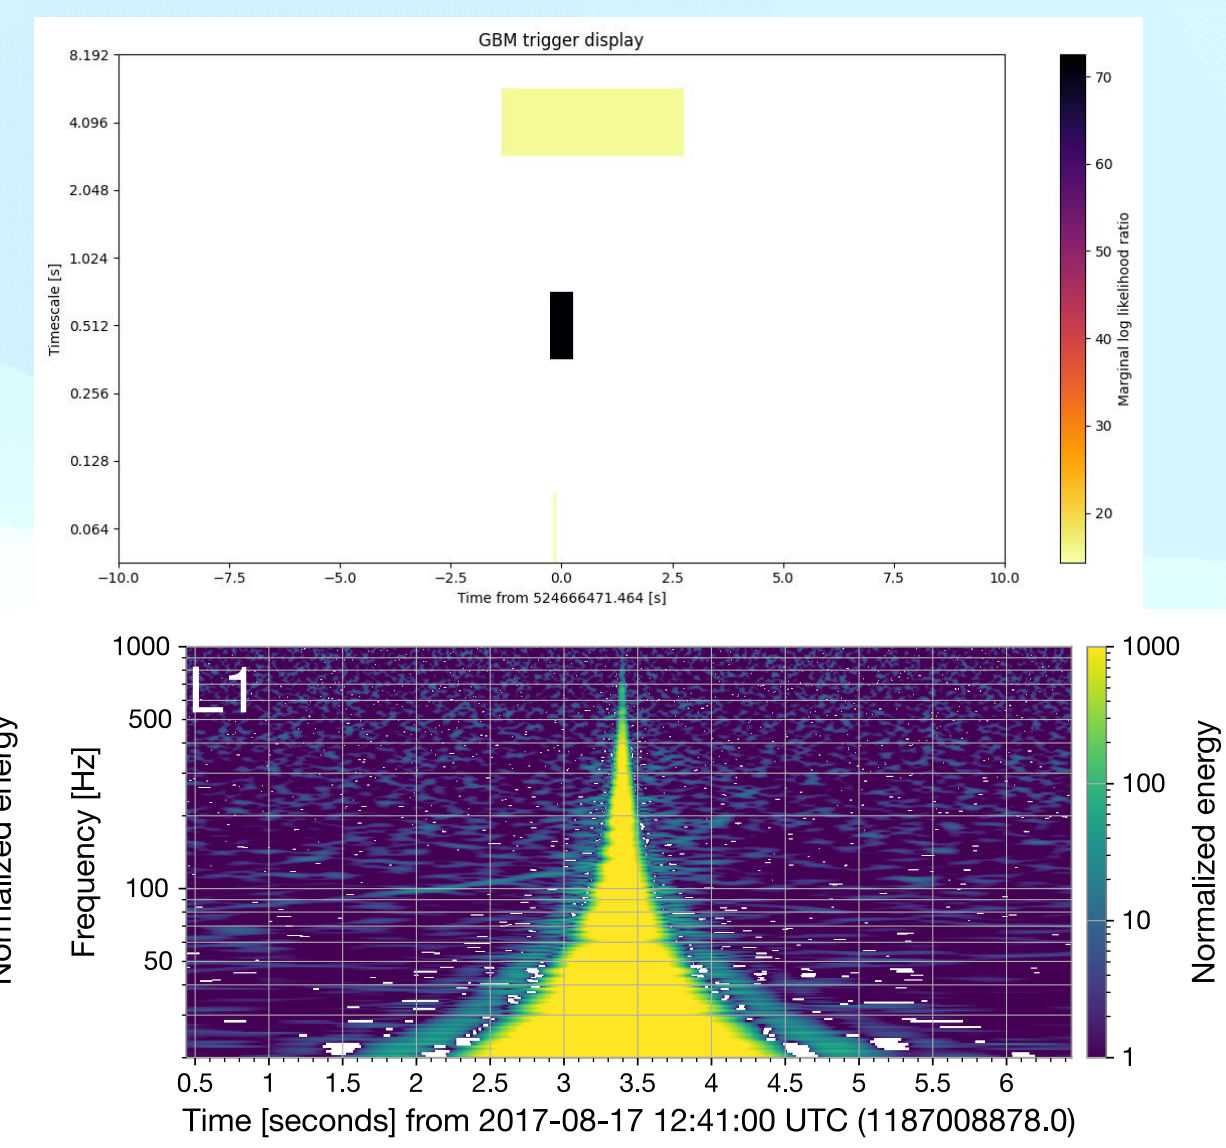 GBM trigger display
8.192
4.096
2.048
1.024
0.512
0.256
0.128
0.064
Timescale [s]
−10.0 −7.5 −5.0 −2.5 0.0 2.5 5.0 7.5 10.0
Time from 524666471.464 [s]
70
60
50
40
30
20
Marginal log likelihood ratio
Normalized energy
L1
1000
500
100
50
Frequency [Hz]
0.5 1 1.5 2 2.5 3 3.5 4 4.5 5 5.5 6
Time [seconds] from 2017-08-17 12:41:00 UTC (1187008878.0)
1000
100
10
1
Normalized energy